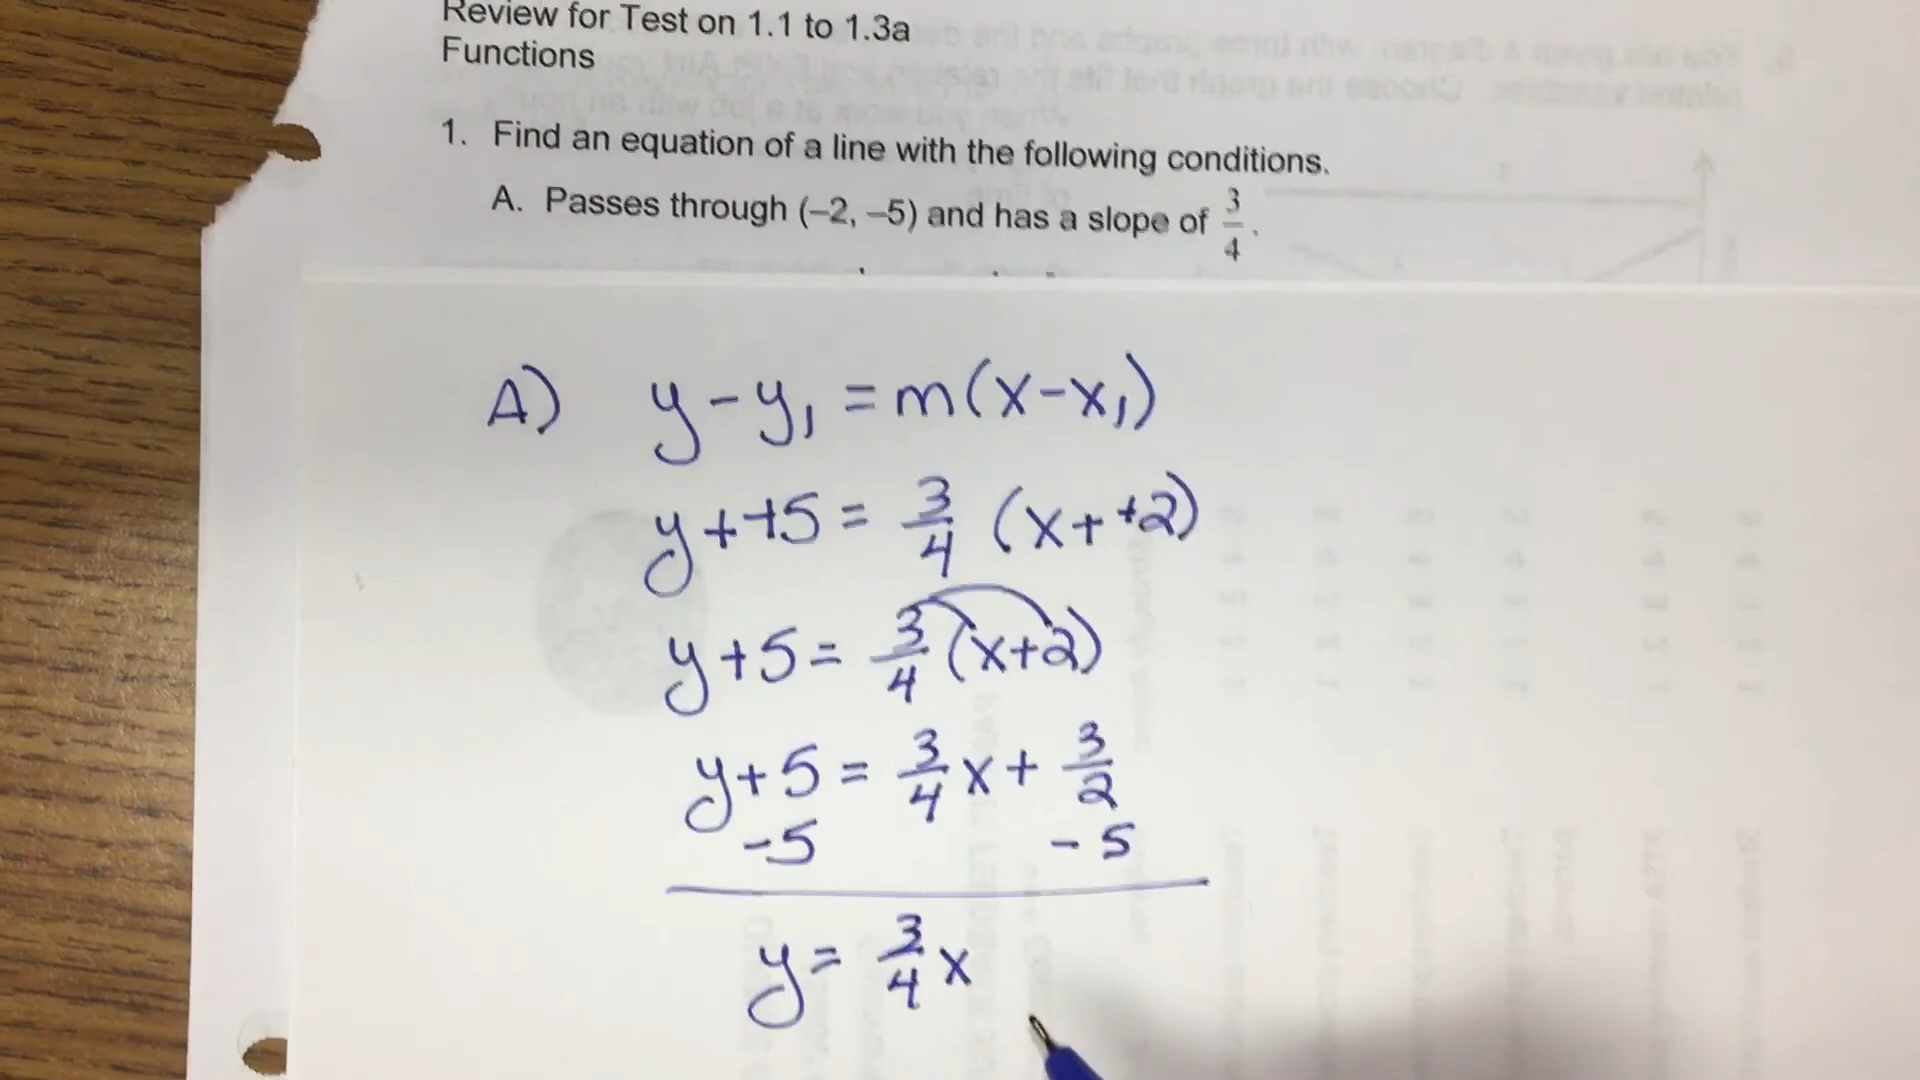 Review for Test on 1.1 to 1.3a
Functions
1. Find an equation of a line with the following conditions.
A. Passes through (–2, –5) and has a slope of 3/4.
A) y - y₁ = m(x - x₁)
y + +5 = 3/4 (x + +2)
y + 5 = 3/4 (x + 2)
y + 5 = 3/4 x + 3/2
-5 - 5
y = 3/4 x